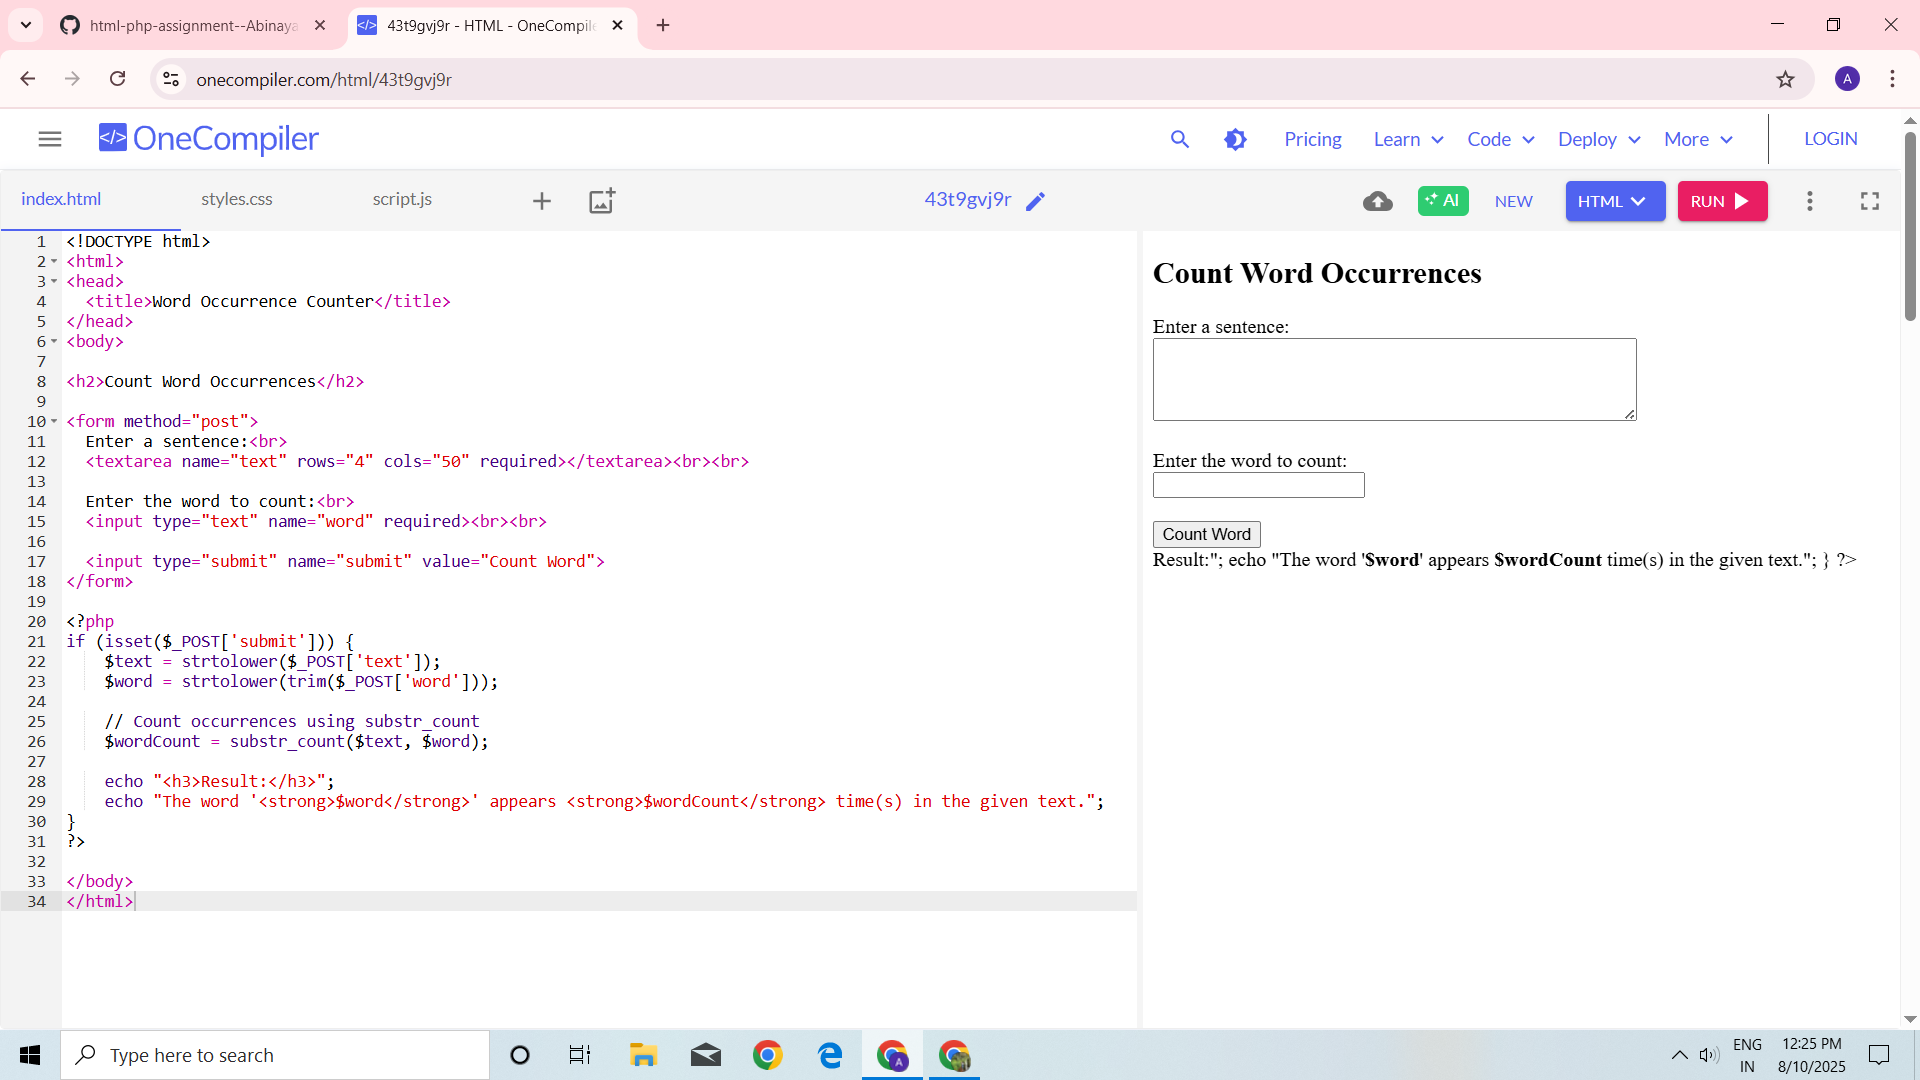 html-php-assignment--Abinaya
43t9gvj9r - HTML - OneCompile
onecompiler.com/html/43t9gvj9r
A
</> OneCompiler
Pricing
Learn
Code
Deploy
More
LOGIN
index.html
styles.css
script.js
43t9gvj9r
AI
NEW
HTML
RUN
1 <!DOCTYPE html>
2 <html>
3 <head>
4 <title>Word Occurrence Counter</title>
5 </head>
6 <body>
7
8 <h2>Count Word Occurrences</h2>
9
10 <form method="post">
11 Enter a sentence:<br>
12 <textarea name="text" rows="4" cols="50" required></textarea><br><br>
13
14 Enter the word to count:<br>
15 <input type="text" name="word" required><br><br>
16
17 <input type="submit" name="submit" value="Count Word">
18 </form>
19
20 <?php
21 if (isset($_POST['submit'])) {
22 $text = strtolower($_POST['text']);
23 $word = strtolower(trim($_POST['word']));
24
25 // Count occurrences using substr_count
26 $wordCount = substr_count($text, $word);
27
28 echo "<h3>Result:</h3>";
29 echo "The word '<strong>$word</strong>' appears <strong>$wordCount</strong> time(s) in the given text.";
30 }
31 ?>
32
33 </body>
34 </html>
Count Word Occurrences
Enter a sentence:
Enter the word to count:
Count Word
Result:"; echo "The word '$word' appears $wordCount time(s) in the given text."; } ?>
Type here to search
ENG
IN
12:25 PM
8/10/2025